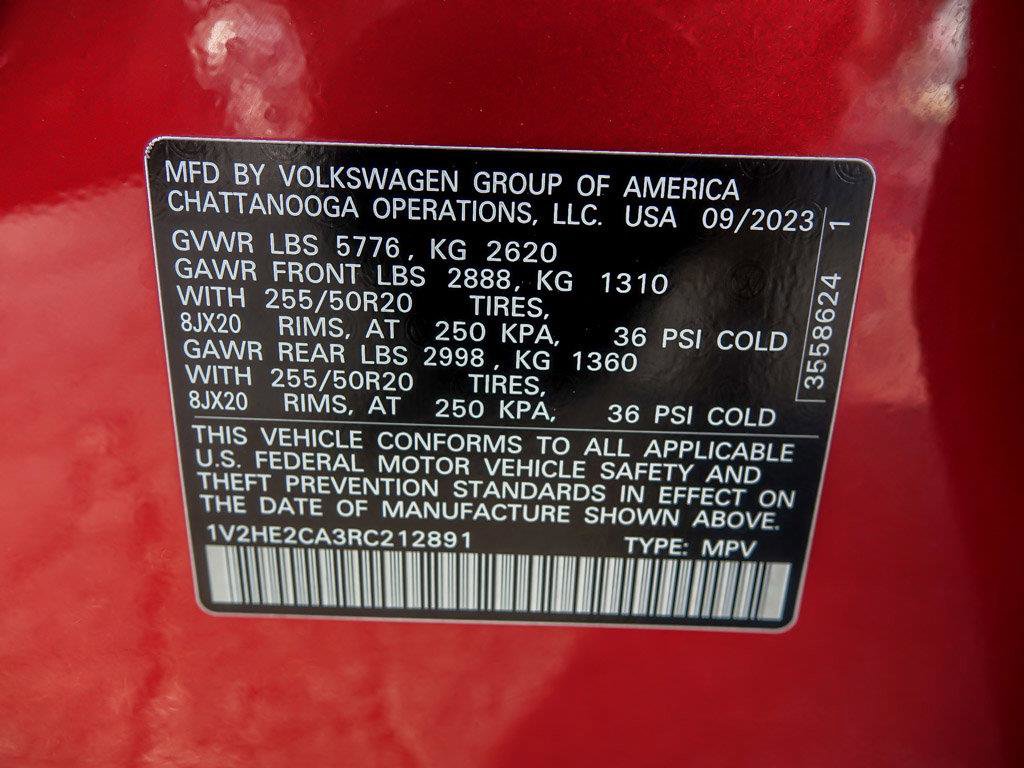 MFD BY VOLKSWAGEN GROUP OF AMERICA
CHATTANOOGA OPERATIONS, LLC. USA 09/2023
GVWR LBS 5776, KG 2620
GAWR FRONT LBS 2888, KG 1310
WITH 255/50R20 TIRES,
8JX20 RIMS, AT 250 KPA, 36 PSI COLD
GAWR REAR LBS 2998, KG 1360
WITH 255/50R20 TIRES,
8JX20 RIMS, AT 250 KPA, 36 PSI COLD
THIS VEHICLE CONFORMS TO ALL APPLICABLE
U.S. FEDERAL MOTOR VEHICLE SAFETY AND
THEFT PREVENTION STANDARDS IN EFFECT ON
THE DATE OF MANUFACTURE SHOWN ABOVE.
1V2HE2CA3RC212891 TYPE: MPV
3558624 1